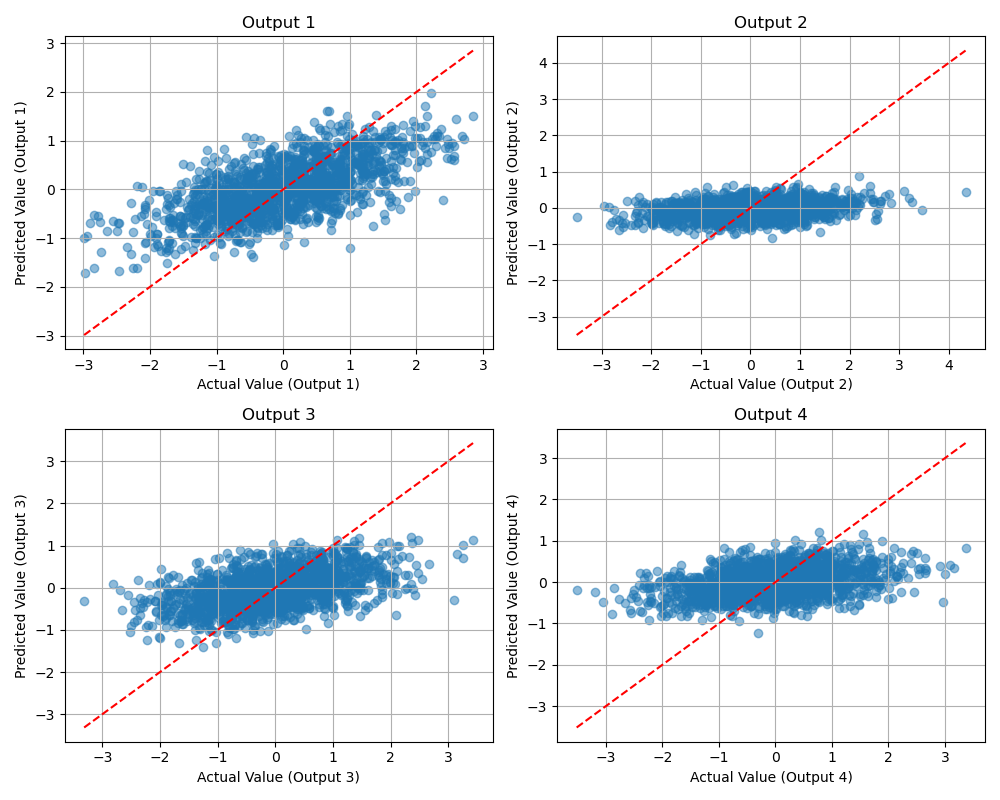 Output 1
3
2
1
0
−1
−2
−3
Predicted Value (Output 1)
−3 −2 −1 0 1 2 3
Actual Value (Output 1)
Output 2
4
3
2
1
0
−1
−2
−3
Predicted Value (Output 2)
−3 −2 −1 0 1 2 3 4
Actual Value (Output 2)
Output 3
3
2
1
0
−1
−2
−3
Predicted Value (Output 3)
−3 −2 −1 0 1 2 3
Actual Value (Output 3)
Output 4
3
2
1
0
−1
−2
−3
Predicted Value (Output 4)
−3 −2 −1 0 1 2 3
Actual Value (Output 4)